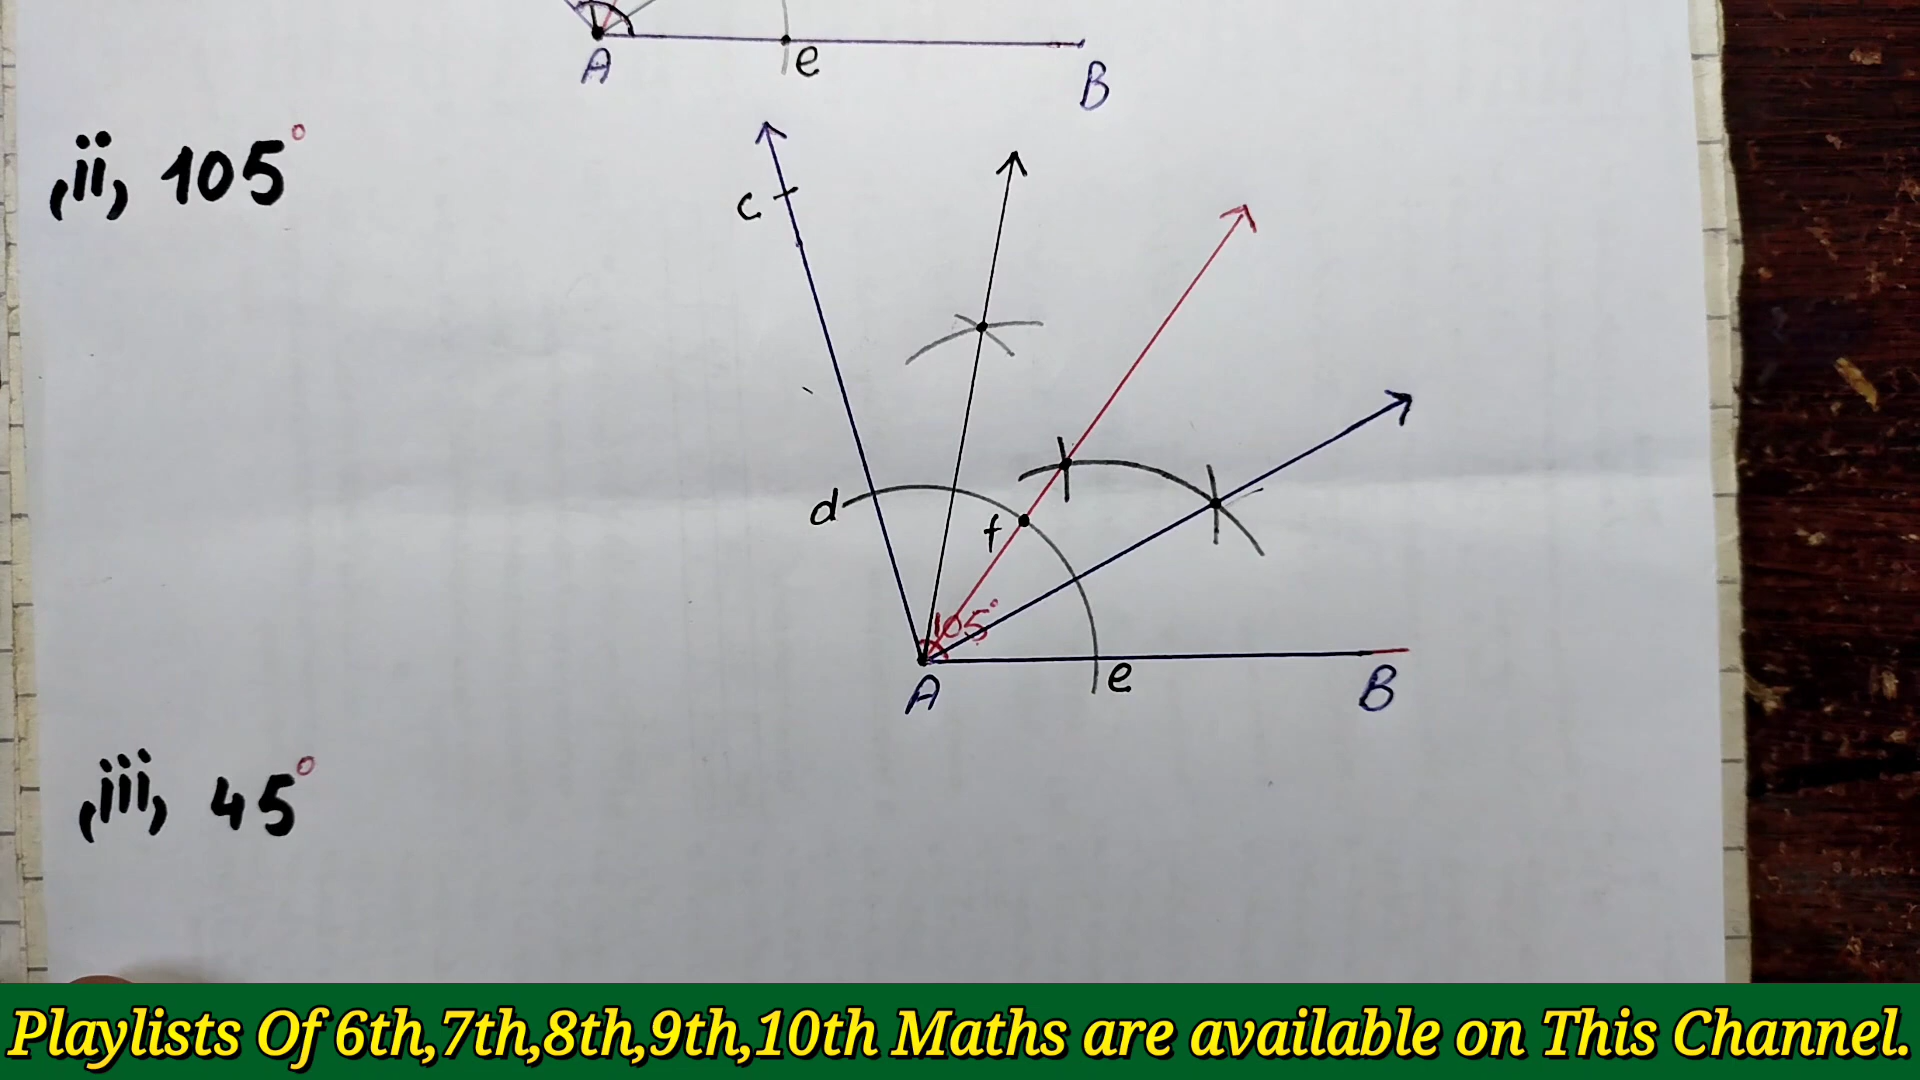 A e B
,ii, 105°
c
d
f
105°
A e B
,iii, 45°
Playlists Of 6th,7th,8th,9th,10th Maths are available on This Channel.